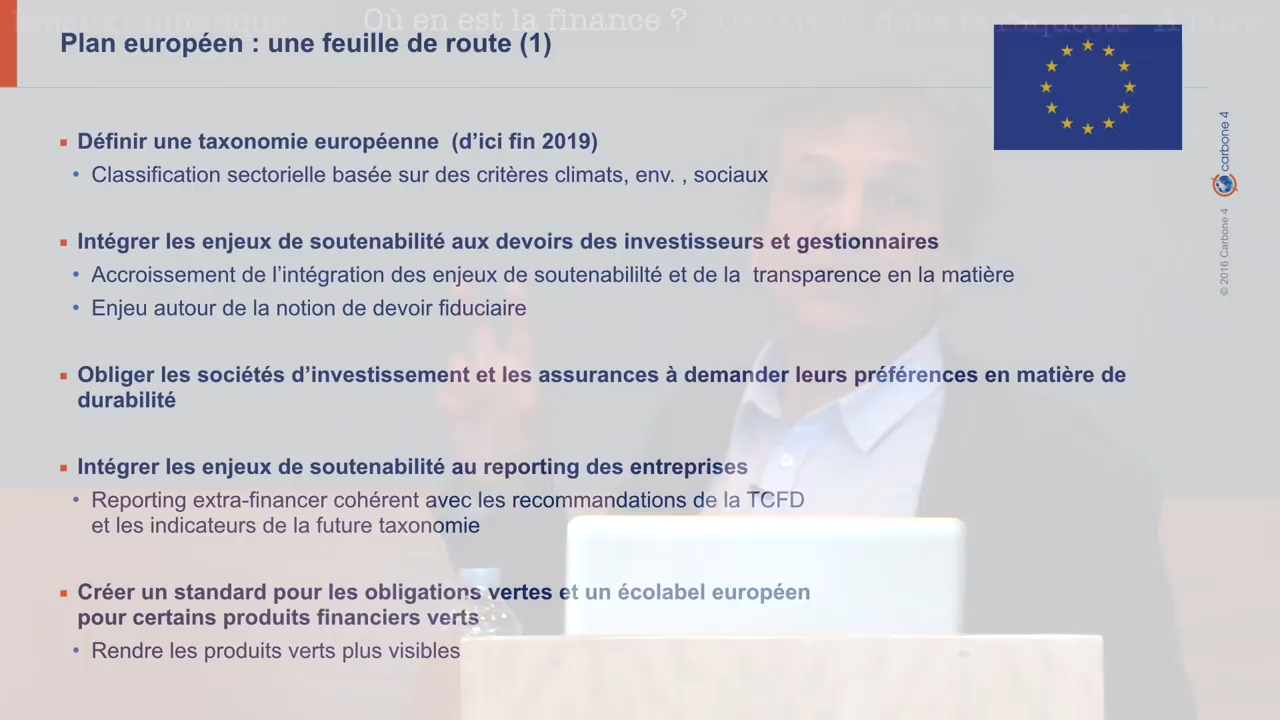 Où en est la finance ?
Plan européen : une feuille de route (1)
Définir une taxonomie européenne (d'ici fin 2019)
Classification sectorielle basée sur des critères climats, env. , sociaux
Intégrer les enjeux de soutenabilité aux devoirs des investisseurs et gestionnaires
Accroissement de l'intégration des enjeux de soutenabililté et de la transparence en la matière
Enjeu autour de la notion de devoir fiduciaire
Obliger les sociétés d'investissement et les assurances à demander leurs préférences en matière de
durabilité
Intégrer les enjeux de soutenabilité au reporting des entreprises
Reporting extra-financer cohérent avec les recommandations de la TCFD
et les indicateurs de la future taxonomie
Créer un standard pour les obligations vertes et un écolabel européen
pour certains produits financiers verts
Rendre les produits verts plus visibles
© 2016 Carbone 4
carbone 4